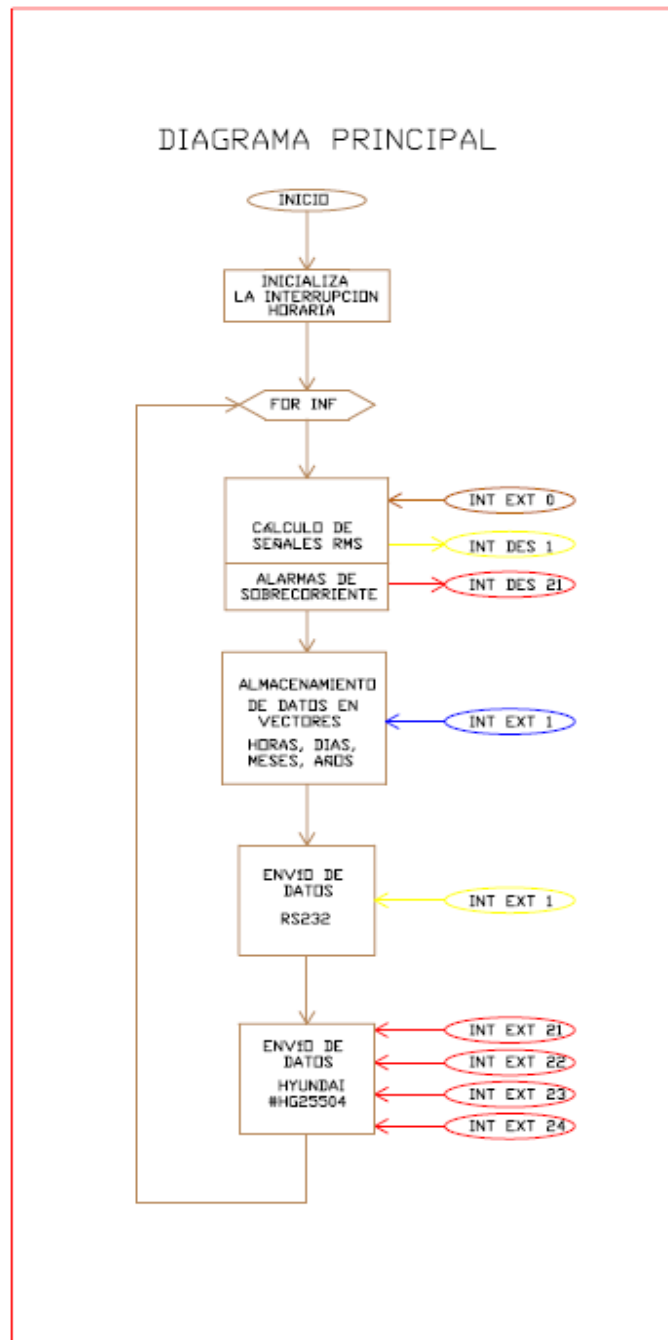 DIAGRAMA PRINCIPAL
INICIO
INICIALIZA
LA INTERRUPCION
HORARIA
FOR INF
INT EXT 0
CÁLCULO DE
SEÑALES RMS
INT DES 1
ALARMAS DE
SOBRECORRIENTE
INT DES 21
ALMACENAMIENTO
DE DATOS EN
VECTORES
HORAS, DIAS,
MESES, AÑOS
INT EXT 1
ENVÍO DE
DATOS
RS232
INT EXT 1
ENVÍO DE
DATOS
HYUNDAI
#HG25504
INT EXT 21
INT EXT 22
INT EXT 23
INT EXT 24